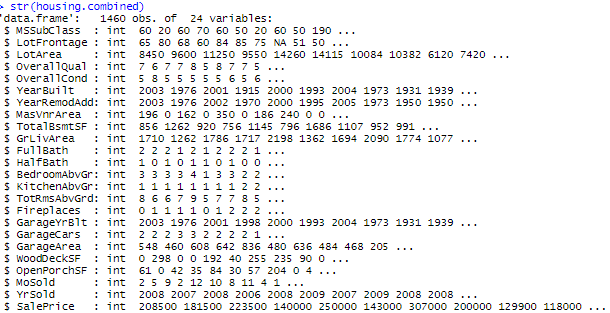 > str(housing.combined)
'data.frame':   1460 obs. of  24 variables:
 $ MSSubClass  : int  60 20 60 70 60 50 20 60 50 190 ...
 $ LotFrontage : int  65 80 68 60 84 85 75 NA 51 50 ...
 $ LotArea     : int  8450 9600 11250 9550 14260 14115 10084 10382 6120 7420 ...
 $ OverallQual : int  7 6 7 7 8 5 8 7 7 5 ...
 $ OverallCond : int  5 8 5 5 5 5 5 6 5 6 ...
 $ YearBuilt   : int  2003 1976 2001 1915 2000 1993 2004 1973 1931 1939 ...
 $ YearRemodAdd: int  2003 1976 2002 1970 2000 1995 2005 1973 1950 1950 ...
 $ MasVnrArea  : int  196 0 162 0 350 0 186 240 0 0 ...
 $ TotalBsmtSF : int  856 1262 920 756 1145 796 1686 1107 952 991 ...
 $ GrLivArea   : int  1710 1262 1786 1717 2198 1362 1694 2090 1774 1077 ...
 $ FullBath    : int  2 2 2 1 2 1 2 2 2 1 ...
 $ HalfBath    : int  1 0 1 0 1 1 0 1 0 0 ...
 $ BedroomAbvGr: int  3 3 3 3 4 1 3 3 2 2 ...
 $ KitchenAbvGr: int  1 1 1 1 1 1 1 1 2 2 ...
 $ TotRmsAbvGrd: int  8 6 6 7 9 5 7 7 8 5 ...
 $ Fireplaces  : int  0 1 1 1 1 0 1 2 2 2 ...
 $ GarageYrBlt : int  2003 1976 2001 1998 2000 1993 2004 1973 1931 1939 ...
 $ GarageCars  : int  2 2 2 3 3 2 2 2 2 1 ...
 $ GarageArea  : int  548 460 608 642 836 480 636 484 468 205 ...
 $ WoodDeckSF  : int  0 298 0 0 192 40 255 235 90 0 ...
 $ OpenPorchSF : int  61 0 42 35 84 30 57 204 0 4 ...
 $ MoSold      : int  2 5 9 2 12 10 8 11 4 1 ...
 $ YrSold      : int  2008 2007 2008 2006 2008 2009 2007 2009 2008 2008 ...
 $ SalePrice   : int  208500 181500 223500 140000 250000 143000 307000 200000 129900 118000 ...